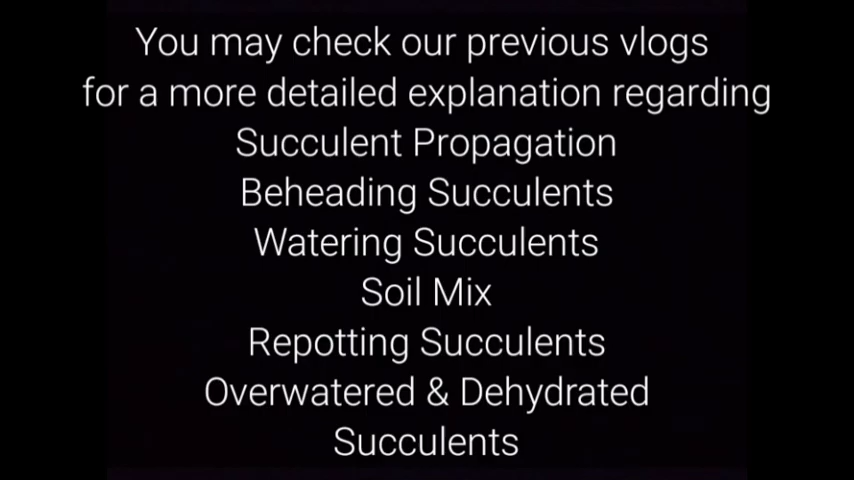 You may check our previous vlogs
for a more detailed explanation regarding
Succulent Propagation
Beheading Succulents
Watering Succulents
Soil Mix
Repotting Succulents
Overwatered & Dehydrated
Succulents